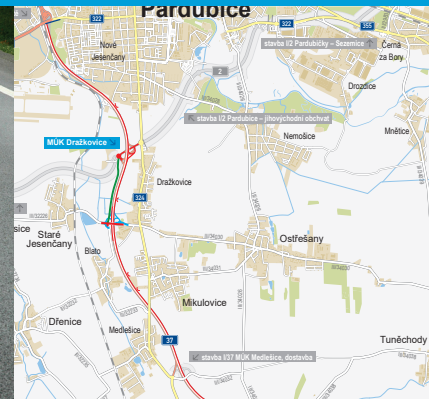 Pardubice
322
322
355
Nové
Jesenčany
stavba I/2 Pardubičky – Sezemice
Černá
za Bory
2
Drozdice
stavba I/2 Pardubice – jihovýchodní obchvat
Nemošice
Mnětice
MÚK Dražkovice
Dražkovice
324
sice
Staré
Jesenčany
Ostřešany
Blato
Mikulovice
Dřenice
Medlešice
37
Tuněchody
stavba I/37 MÚK Medlešice, dostavba